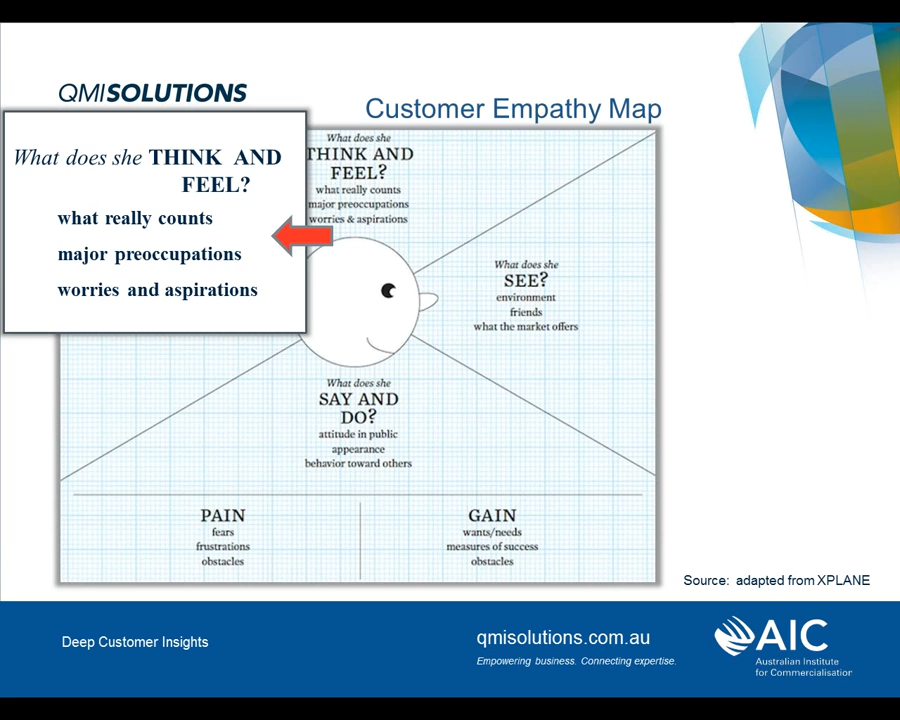 QMISOLUTIONS
Customer Empathy Map
What does she THINK AND
FEEL?
what really counts
major preoccupations
worries and aspirations
What does she
THINK AND
FEEL?
what really counts
major preoccupations
worries & aspirations
What does she
SEE?
environment
friends
what the market offers
What does she
SAY AND
DO?
attitude in public
appearance
behavior toward others
PAIN
fears
frustrations
obstacles
GAIN
wants/needs
measures of success
obstacles
Source: adapted from XPLANE
Deep Customer Insights
qmisolutions.com.au
Empowering business. Connecting expertise.
AIC
Australian Institute
for Commercialisation